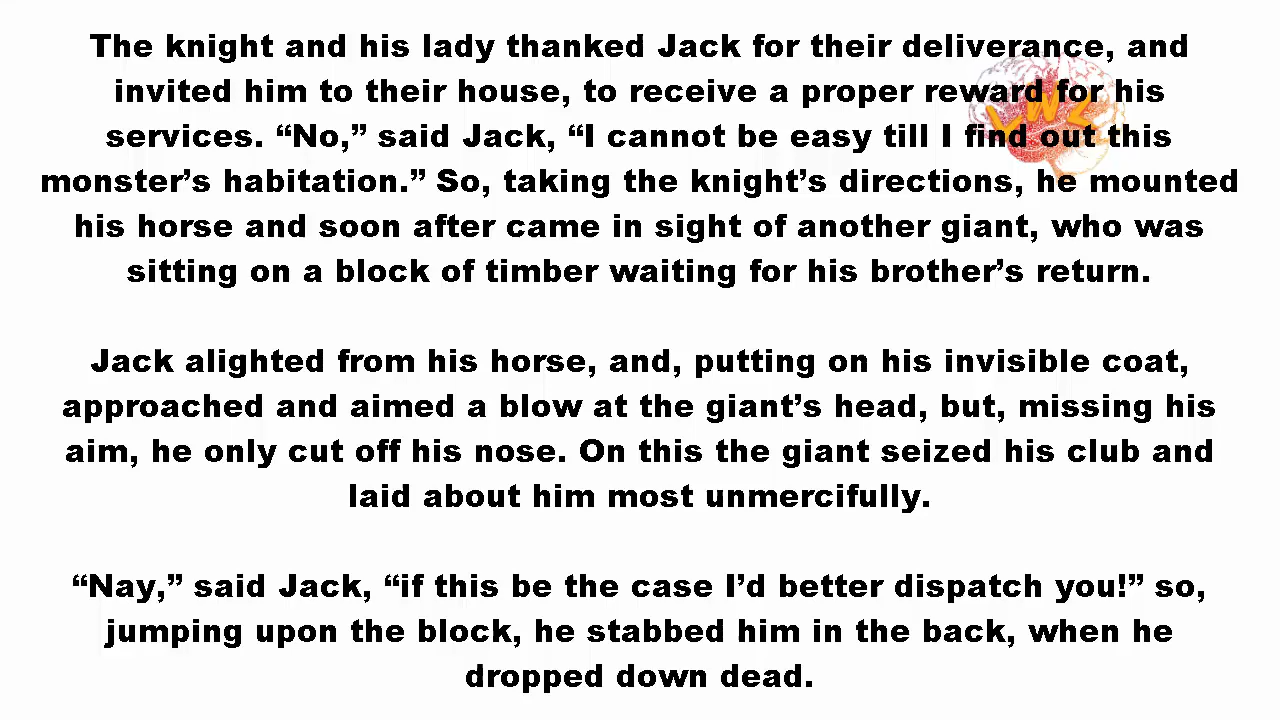 The knight and his lady thanked Jack for their deliverance, and
invited him to their house, to receive a proper reward for his
services. “No,” said Jack, “I cannot be easy till I find out this
monster’s habitation.” So, taking the knight’s directions, he mounted
his horse and soon after came in sight of another giant, who was
sitting on a block of timber waiting for his brother’s return.
Jack alighted from his horse, and, putting on his invisible coat,
approached and aimed a blow at the giant’s head, but, missing his
aim, he only cut off his nose. On this the giant seized his club and
laid about him most unmercifully.
“Nay,” said Jack, “if this be the case I’d better dispatch you!” so,
jumping upon the block, he stabbed him in the back, when he
dropped down dead.